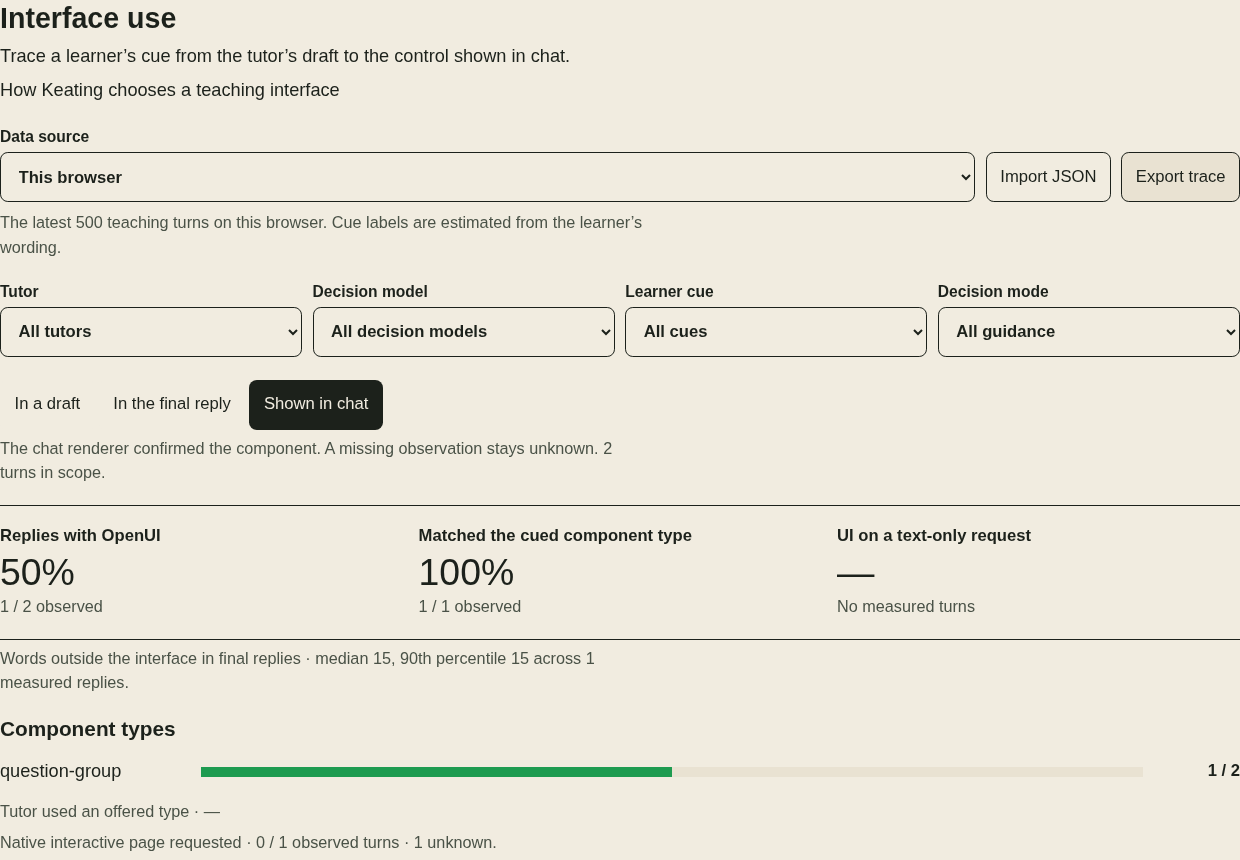 Interface use
Trace a learner’s cue from the tutor’s draft to the control shown in chat.
How Keating chooses a teaching interface
Data source
This browser
Import JSON
Export trace
The latest 500 teaching turns on this browser. Cue labels are estimated from the learner’s
wording.
Tutor
Decision model
Learner cue
Decision mode
All tutors
All decision models
All cues
All guidance
In a draft
In the final reply
Shown in chat
The chat renderer confirmed the component. A missing observation stays unknown. 2
turns in scope.
Replies with OpenUI
Matched the cued component type
UI on a text-only request
50%
100%
—
1 / 2 observed
1 / 1 observed
No measured turns
Words outside the interface in final replies · median 15, 90th percentile 15 across 1
measured replies.
Component types
question-group
1 / 2
Tutor used an offered type · —
Native interactive page requested · 0 / 1 observed turns · 1 unknown.